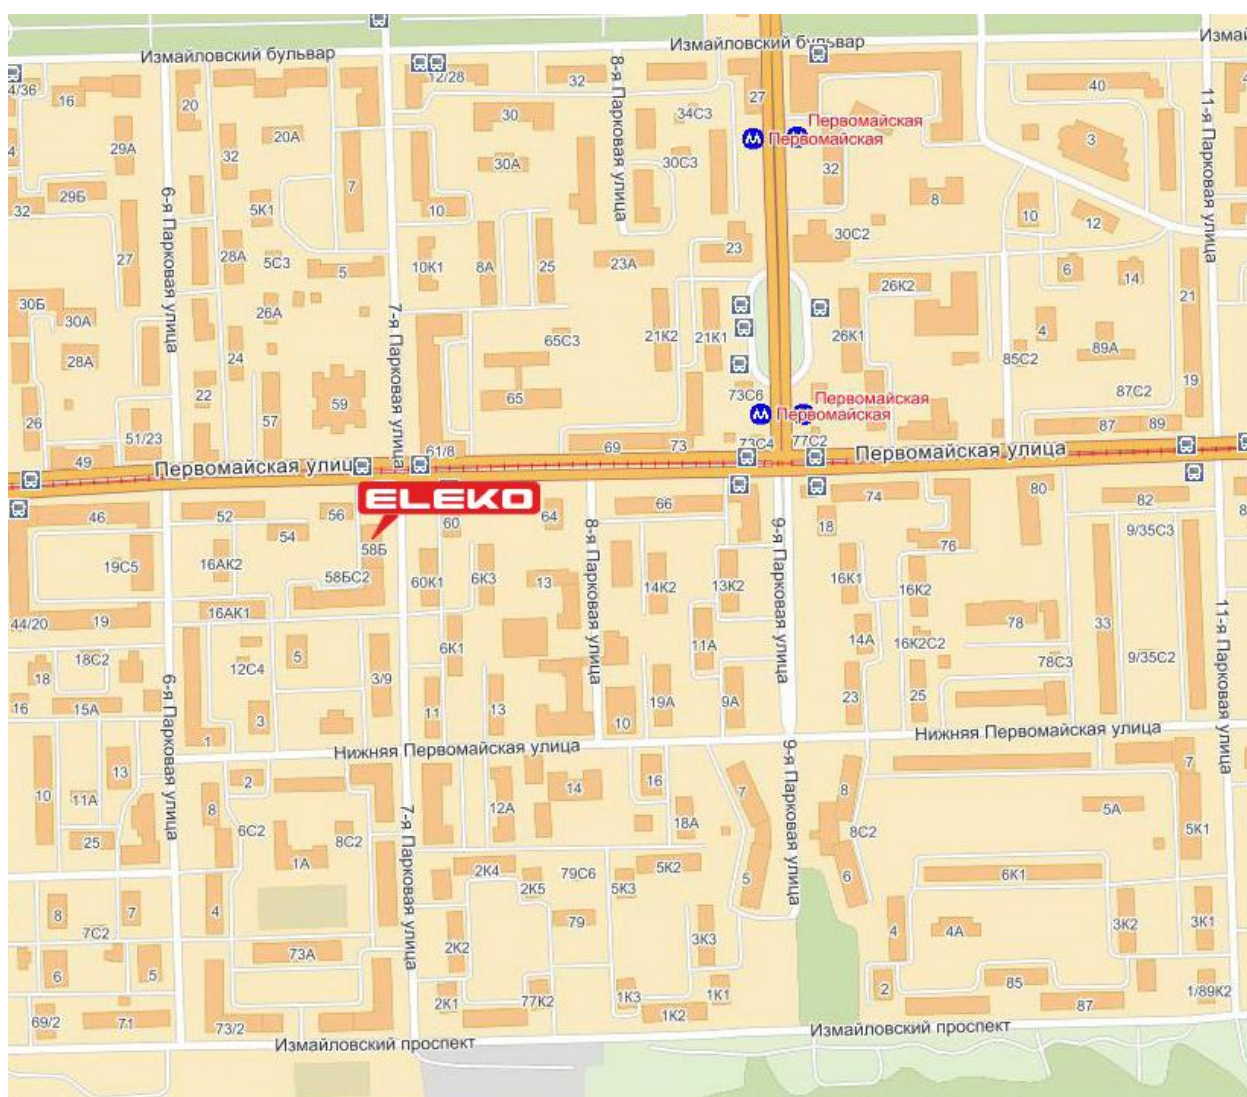 Измайловский бульвар
Измайловский бульвар
Измай
4/36
16
20
12/28
32
27
40
34С3
Первомайская
Первомайская
29А
32
20А
30
30А
30С3
3
8-я Парковая улица
11-я Парковая улица
29Б
32
7
5К1
10
32
8
10
12
6-я Парковая улица
27
28А
5С3
5
10К1
8А
25
23А
23
30С2
6
14
30Б
30А
26А
26К2
21
28А
24
7-я Парковая улица
65С3
21К2
21К1
26К1
4
89А
85С2
22
57
59
65
73С6
Первомайская
Первомайская
87С2
19
26
51/23
49
61/8
69
73
73С4
77С2
87
89
Первомайская улица
Первомайская улица
ELEKO
46
52
56
54
58Б
60
64
66
18
74
80
82
76
9/35С3
19С5
16АК2
58БС2
60К1
6К3
13
14К2
13К2
16К1
16К2
44/20
19
16АК1
8-я Парковая улица
9-я Парковая улица
11-я Парковая улица
18С2
18
12С4
5
6К1
11А
14А
16К2С2
78
33
78С3
9/35С2
16
15А
3
3/9
11
13
10
19А
9А
23
25
6-я Парковая улица
1
Нижняя Первомайская улица
Нижняя Первомайская улица
10
13
11А
25
2
8
6С2
1А
8С2
7-я Парковая улица
12А
14
16
18А
7
5
9-я Парковая улица
8
8С2
6
7
5А
5К1
6К1
2К4
2К5
79С6
5К3
5К2
8
7
7С2
4
79
3К3
4
4А
3К2
3К1
6
5
73А
2К2
2К1
77К2
1К3
1К1
1К2
2
85
87
1/89К2
69/2
71
73/2
Измайловский проспект
Измайловский проспект